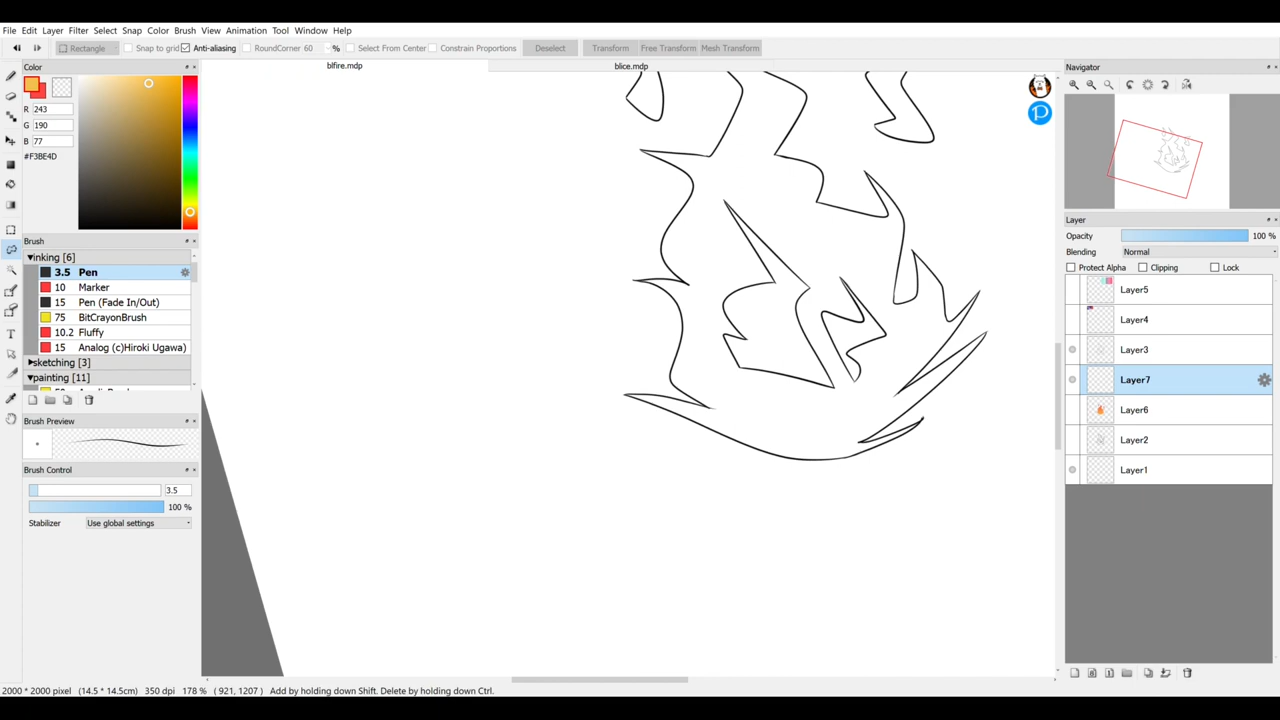 File Edit Layer Filter Select Snap Color Brush View Animation Tool Window Help
Rectangle Snap to grid Anti-aliasing RoundCorner 60 % Select From Center Constrain Proportions Deselect Transform Free Transform Mesh Transform
Color
blfire.mdp
blice.mdp
Navigator
R 243
G 190
B 77
#F3BE4D
P
Layer
Opacity 100 %
Blending Normal
Protect Alpha Clipping Lock
Layer5
Layer4
Layer3
Layer7
Layer6
Layer2
Layer1
Brush
inking [6]
3.5 Pen
10 Marker
15 Pen (Fade In/Out)
75 BitCrayonBrush
10.2 Fluffy
15 Analog (c)Hiroki Ugawa)
sketching [3]
painting [11]
Brush Preview
Brush Control
3.5
100 %
Stabilizer Use global settings
2000 * 2000 pixel (14.5 * 14.5cm) 350 dpi 178 % ( 921, 1207) Add by holding down Shift. Delete by holding down Ctrl.